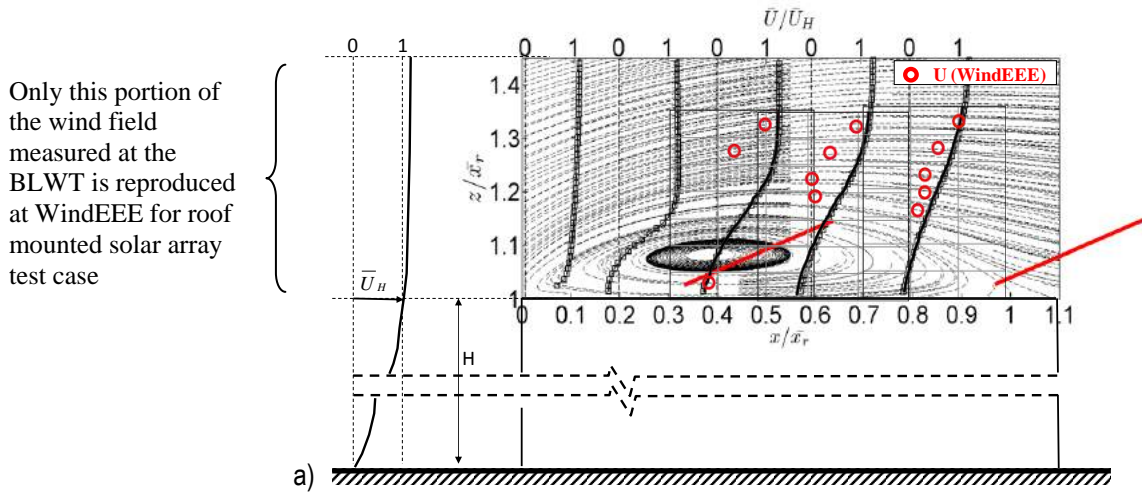 Ū/Ū_H
0 1
0 1 0 1 0 1 0 1 0 1
U (WindEEE)
Only this portion of
the wind field
measured at the
BLWT is reproduced
at WindEEE for roof
mounted solar array
test case
z/x̄_r
1.4
1.3
1.2
1.1
1
Ū_H
0 0.1 0.2 0.3 0.4 0.5 0.6 0.7 0.8 0.9 1 1.1
x/x̄_r
H
a)